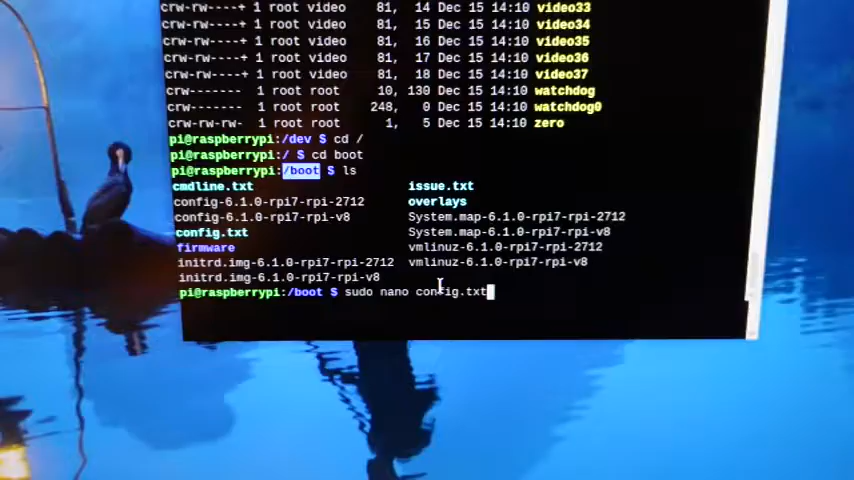 crw-rw----+ 1 root video 81, 14 Dec 15 14:10 video33
crw-rw----+ 1 root video 81, 15 Dec 15 14:10 video34
crw-rw----+ 1 root video 81, 16 Dec 15 14:10 video35
crw-rw----+ 1 root video 81, 17 Dec 15 14:10 video36
crw-rw----+ 1 root video 81, 18 Dec 15 14:10 video37
crw------- 1 root root 10, 130 Dec 15 14:10 watchdog
crw------- 1 root root 248, 0 Dec 15 14:10 watchdog0
crw-rw-rw- 1 root root 1, 5 Dec 15 14:10 zero
pi@raspberrypi:/dev $ cd /
pi@raspberrypi:/ $ cd boot
pi@raspberrypi:/boot $ ls
cmdline.txt issue.txt
config-6.1.0-rpi7-rpi-2712 overlays
config-6.1.0-rpi7-rpi-v8 System.map-6.1.0-rpi7-rpi-2712
config.txt System.map-6.1.0-rpi7-rpi-v8
firmware vmlinuz-6.1.0-rpi7-rpi-2712
initrd.img-6.1.0-rpi7-rpi-2712 vmlinuz-6.1.0-rpi7-rpi-v8
initrd.img-6.1.0-rpi7-rpi-v8
pi@raspberrypi:/boot $ sudo nano config.txt